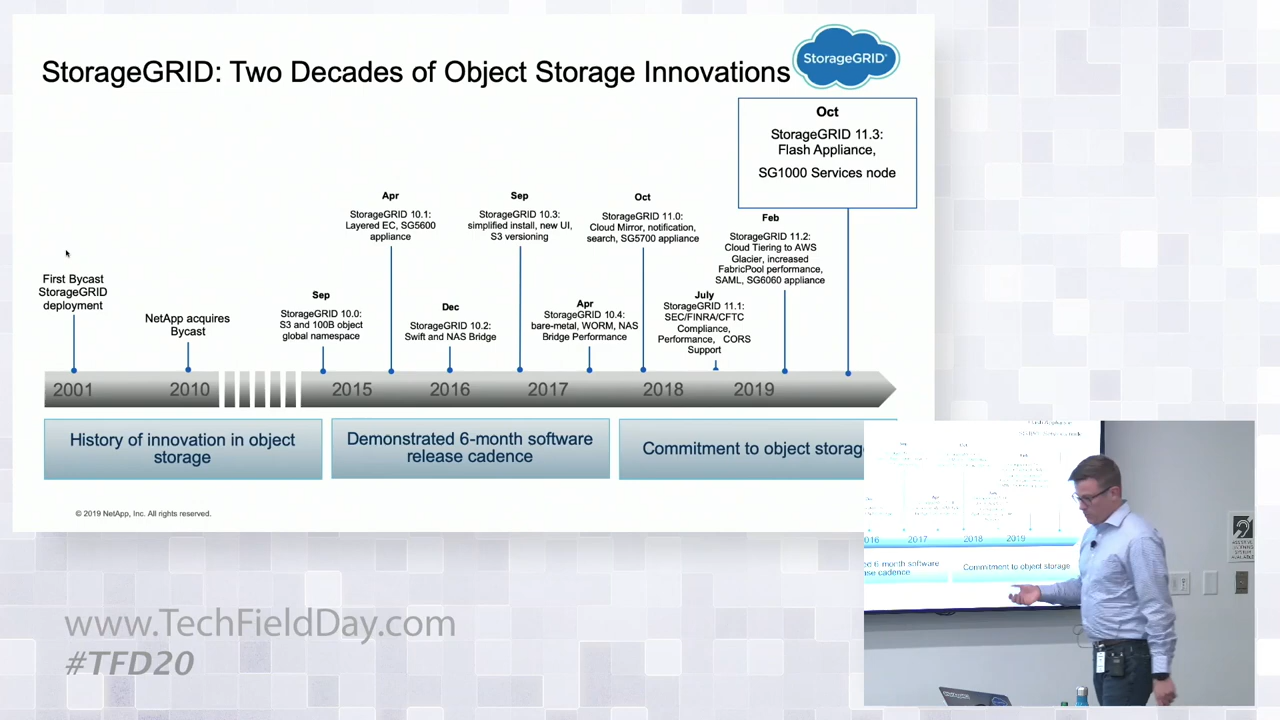 StorageGRID: Two Decades of Object Storage Innovations
StorageGRID
Oct
StorageGRID 11.3:
Flash Appliance,
SG1000 Services node
Apr
StorageGRID 10.1:
Layered EC, SG5600
appliance
Sep
StorageGRID 10.3:
simplified install, new UI,
S3 versioning
Oct
StorageGRID 11.0:
Cloud Mirror, notification,
search, SG5700 appliance
Feb
StorageGRID 11.2:
Cloud Tiering to AWS
Glacier, increased
FabricPool performance,
SAML, SG6060 appliance
First Bycast
StorageGRID
deployment
NetApp acquires
Bycast
Sep
StorageGRID 10.0:
S3 and 100B object
global namespace
Dec
StorageGRID 10.2:
Swift and NAS Bridge
Apr
StorageGRID 10.4:
bare-metal, WORM, NAS
Bridge Performance
July
StorageGRID 11.1:
SEC/FINRA/CFTC
Compliance,
Performance, CORS
Support
2001
2010
2015
2016
2017
2018
2019
History of innovation in object
storage
Demonstrated 6-month software
release cadence
Commitment to object storag
© 2019 NetApp, Inc. All rights reserved.
2017
2018
2019
6-month software
cadence
Commitment to object storage
www.TechFieldDay.com
#TFD20